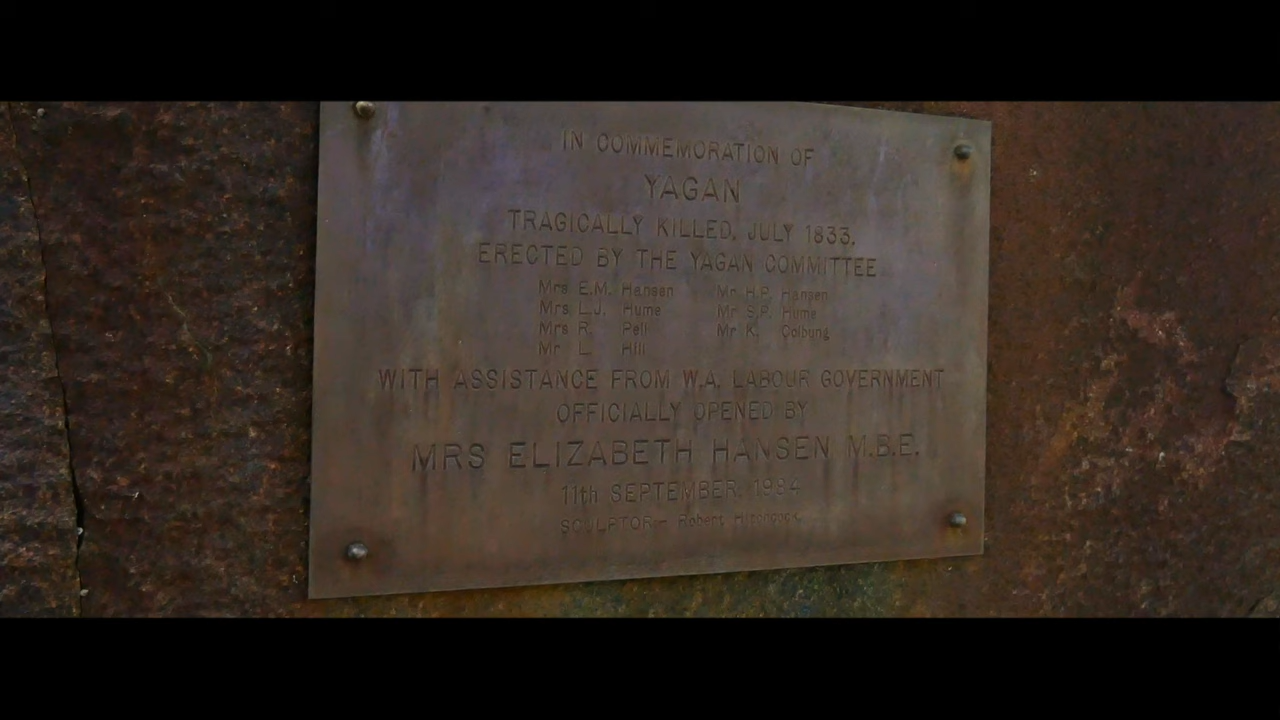 IN COMMEMORATION OF
YAGAN
TRAGICALLY KILLED, JULY 1833.
ERECTED BY THE YAGAN COMMITTEE
Mrs E.M. Hansen Mr H.P. Hansen
Mrs L.J. Hume Mr S.P. Hume
Mrs R. Pell Mr K. Colbung
Mr L. Hill
WITH ASSISTANCE FROM W.A. LABOUR GOVERNMENT
OFFICIALLY OPENED BY
MRS ELIZABETH HANSEN M.B.E.
11th SEPTEMBER, 1984
SCULPTOR – Robert Hitchcock.